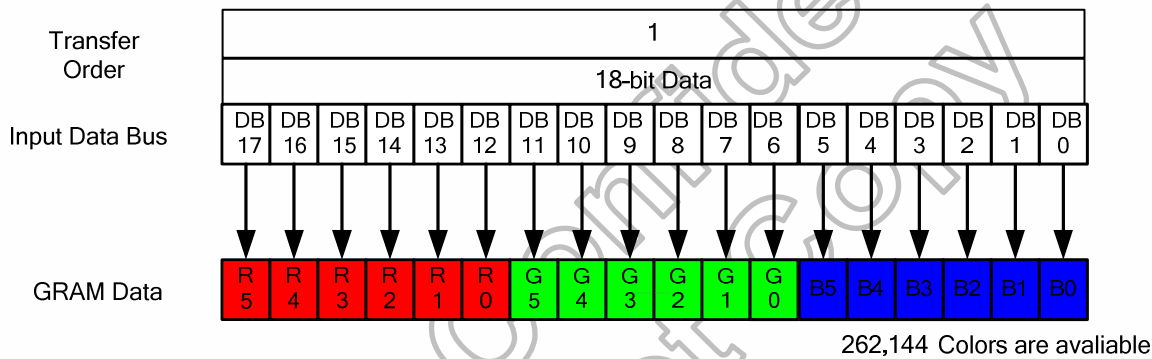 Transfer Order
1
18-bit Data
Input Data Bus
DB 17 DB 16 DB 15 DB 14 DB 13 DB 12 DB 11 DB 10 DB 9 DB 8 DB 7 DB 6 DB 5 DB 4 DB 3 DB 2 DB 1 DB 0
GRAM Data
R 5 R 4 R 3 R 2 R 1 R 0 G 5 G 4 G 3 G 2 G 1 G 0 B5 B4 B3 B2 B1 B0
262,144 Colors are avaliable
Copy